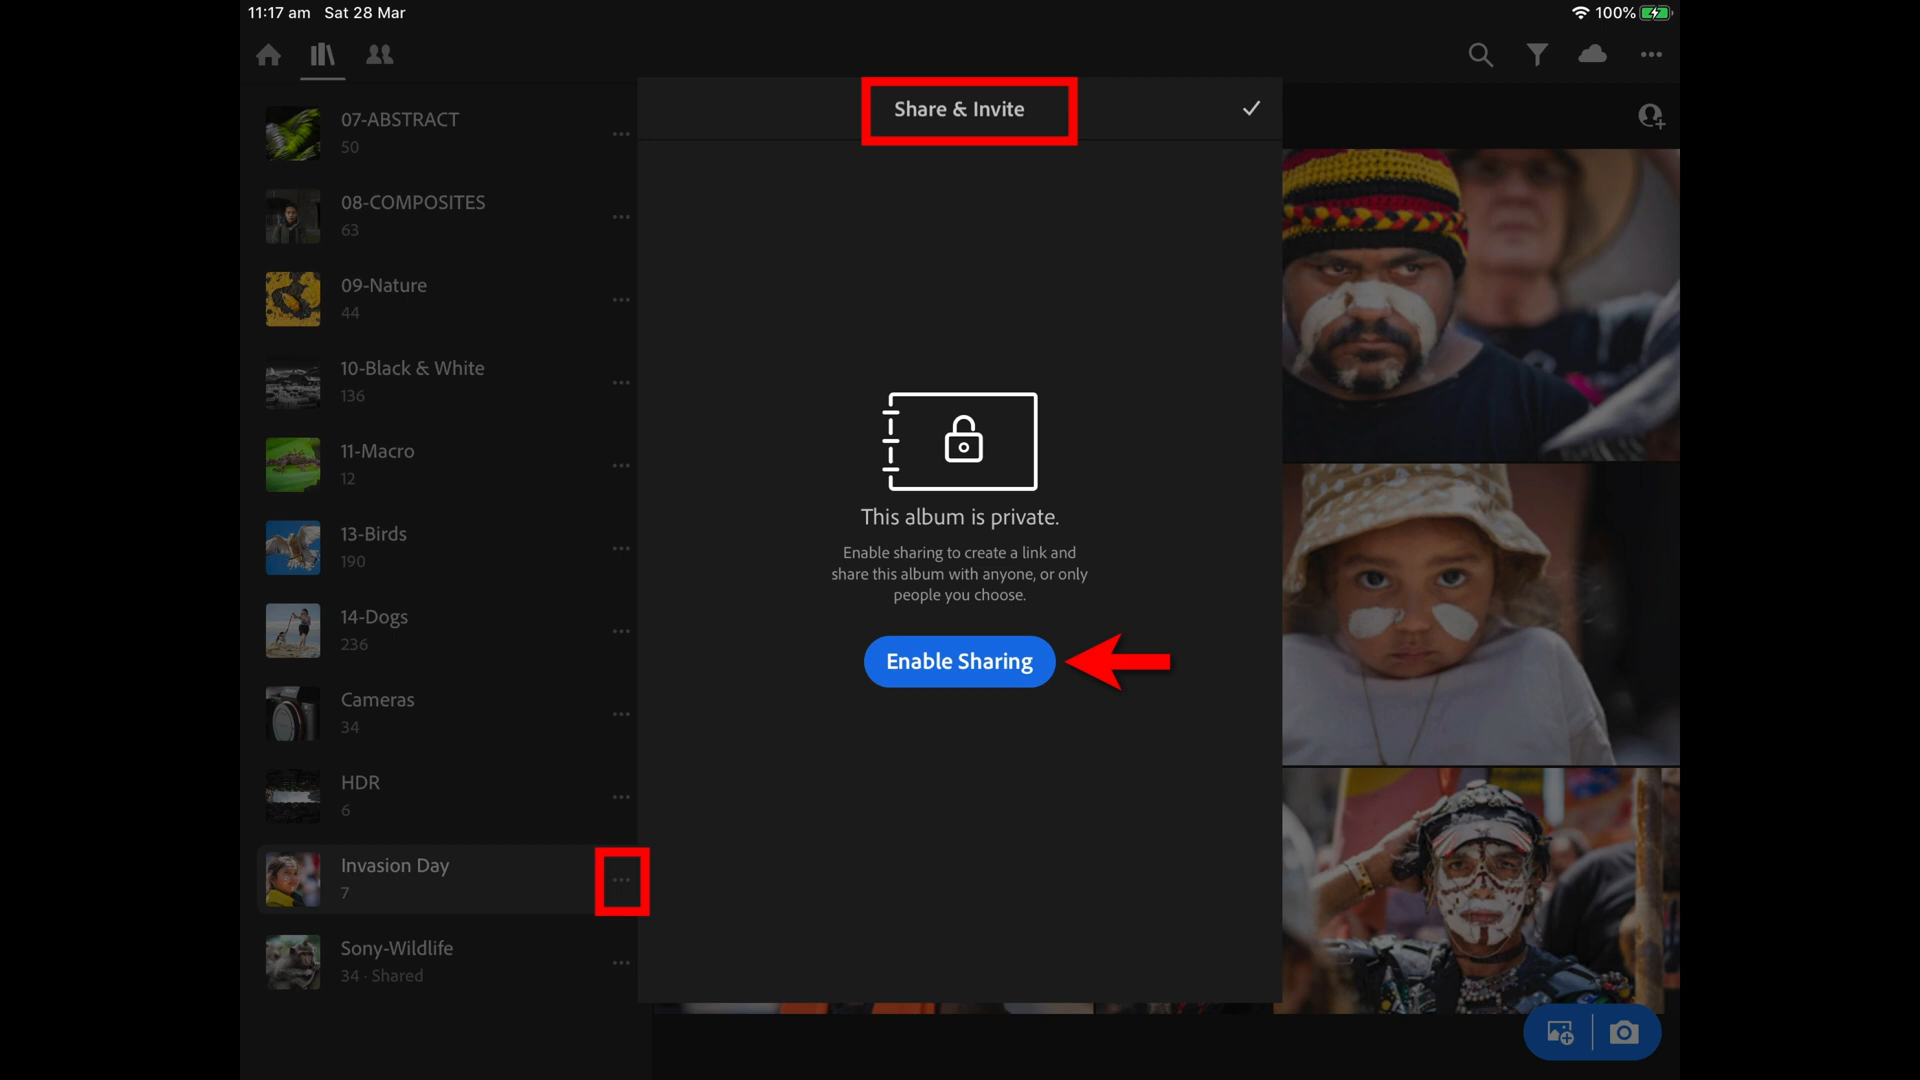 11:17 am Sat 28 Mar
100%
Share & Invite
07-ABSTRACT
50
08-COMPOSITES
63
09-Nature
44
10-Black & White
136
11-Macro
12
13-Birds
190
14-Dogs
236
Cameras
34
HDR
6
Invasion Day
7
Sony-Wildlife
34 · Shared
This album is private.
Enable sharing to create a link and
share this album with anyone, or only
people you choose.
Enable Sharing